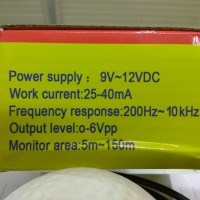 Power supply： 9V~12VDC
Work current:25-40mA
Frequency response:200Hz~10kHz
Output level:o-6Vpp
Monitor area:5m~150m